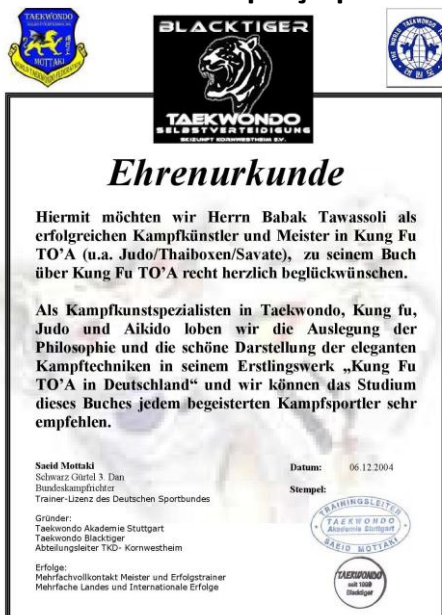 TAEKWONDO
MOTTAKI
BLACKTIGER
TAEKWONDO
SELBSTVERTEIDIGUNG
SKIZUNFT KORNWESTHEIM E.V.
Ehrenurkunde
Hiermit möchten wir Herrn Babak Tawassoli als
erfolgreichen Kampfkünstler und Meister in Kung Fu
TO'A (u.a. Judo/Thaiboxen/Savate), zu seinem Buch
über Kung Fu TO'A recht herzlich beglückwünschen.
Als Kampfkunstspezialisten in Taekwondo, Kung fu,
Judo und Aikido loben wir die Auslegung der
Philosophie und die schöne Darstellung der eleganten
Kampftechniken in seinem Erstlingswerk „Kung Fu
TO'A in Deutschland“ und wir können das Studium
dieses Buches jedem begeisterten Kampfsportler sehr
empfehlen.
Saeid Mottaki
Schwarz Gürtel 3. Dan
Bundeskampfrichter
Trainer-Lizenz des Deutschen Sportbundes
Gründer:
Taekwondo Akademie Stuttgart
Taekwondo Blacktiger
Abteilungsleiter TKD- Kornwestheim
Erfolge:
Mehrfachvollkontakt Meister und Erfolgstrainer
Mehrfache Landes und Internationale Erfolge
Datum: 06.12.2004
Stempel:
TRAININGSLEITER
TAEKWONDO
Akademie Stuttgart
SAEID MOTTAKI
TAEKWONDO
seit 1998
Blacktiger